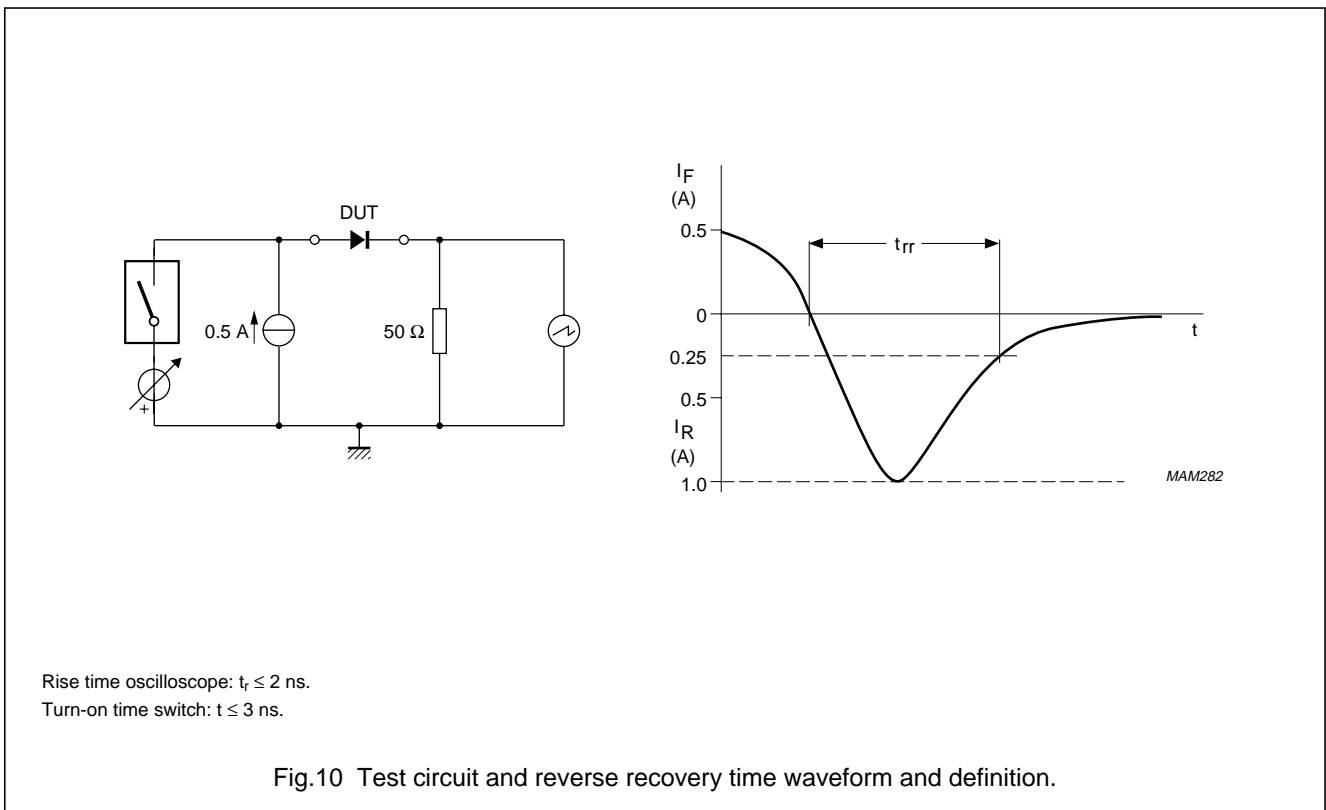 DUT
0.5 A
50 Ω
+
I_F
(A)
0.5
0
0.25
0.5
I_R
(A)
1.0
t_rr
t
MAM282
Rise time oscilloscope: t_r ≤ 2 ns.
Turn-on time switch: t ≤ 3 ns.
Fig.10 Test circuit and reverse recovery time waveform and definition.